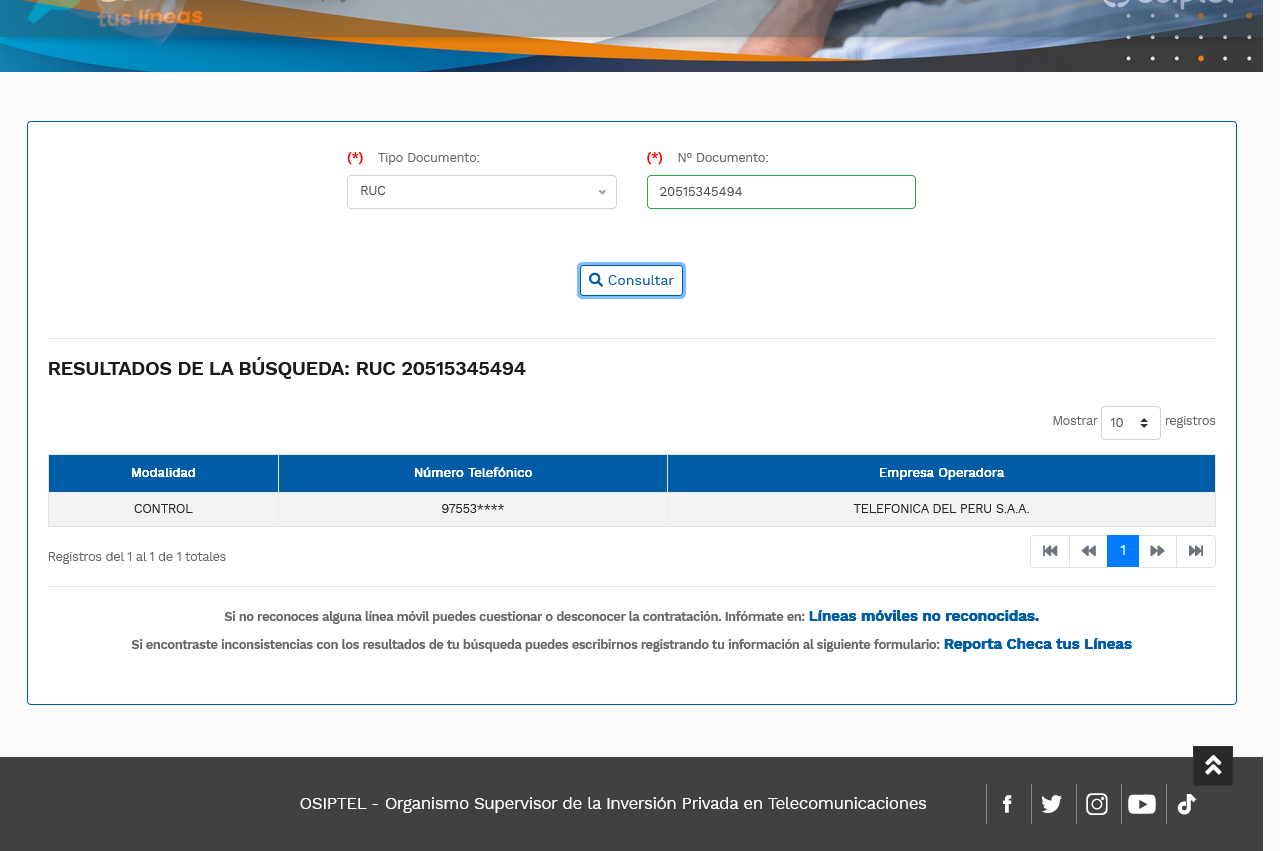 tus líneas
osiptel
(*) Tipo Documento:
(*) N° Documento:
RUC
20515345494
Consultar
RESULTADOS DE LA BÚSQUEDA: RUC 20515345494
Mostrar 10 registros
Modalidad Número Telefónico Empresa Operadora
CONTROL 97553**** TELEFONICA DEL PERU S.A.A.
Registros del 1 al 1 de 1 totales
1
Si no reconoces alguna línea móvil puedes cuestionar o desconocer la contratación. Infórmate en: Líneas móviles no reconocidas.
Si encontraste inconsistencias con los resultados de tu búsqueda puedes escribirnos registrando tu información al siguiente formulario: Reporta Checa tus Líneas
OSIPTEL - Organismo Supervisor de la Inversión Privada en Telecomunicaciones